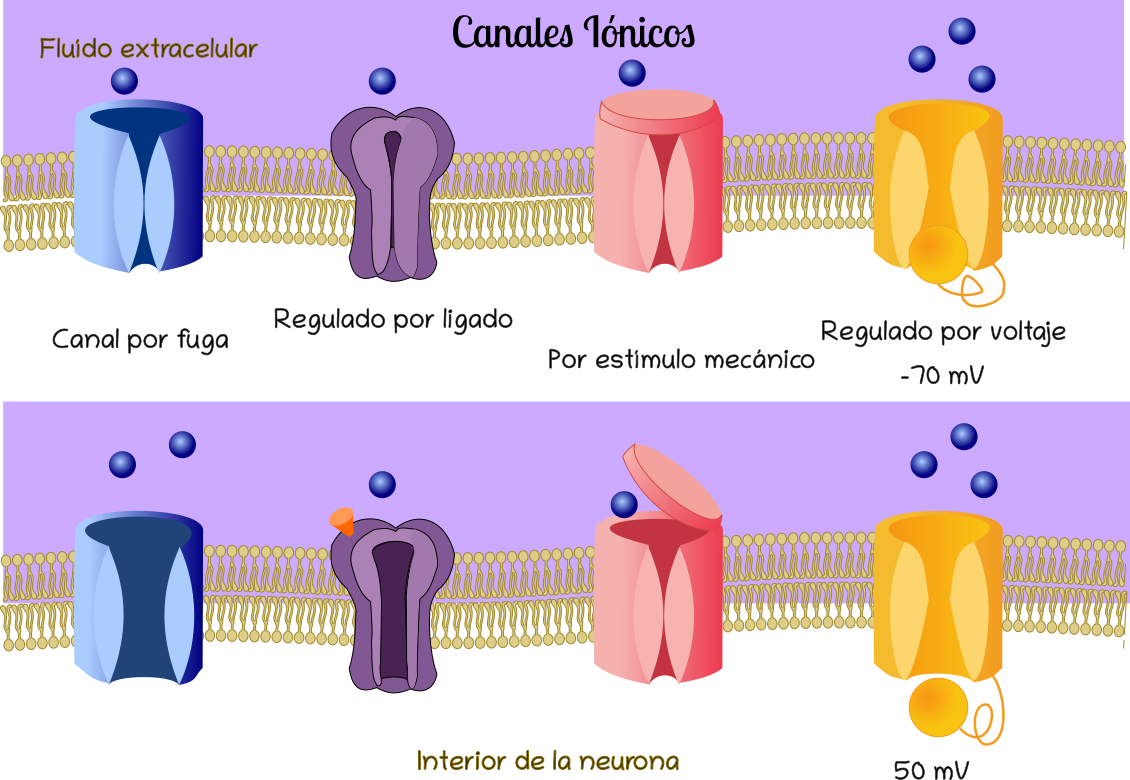 Canales Iónicos
Fluído extracelular
Canal por fuga
Regulado por ligado
Por estímulo mecánico
Regulado por voltaje
-70 mV
Interior de la neurona
50 mV